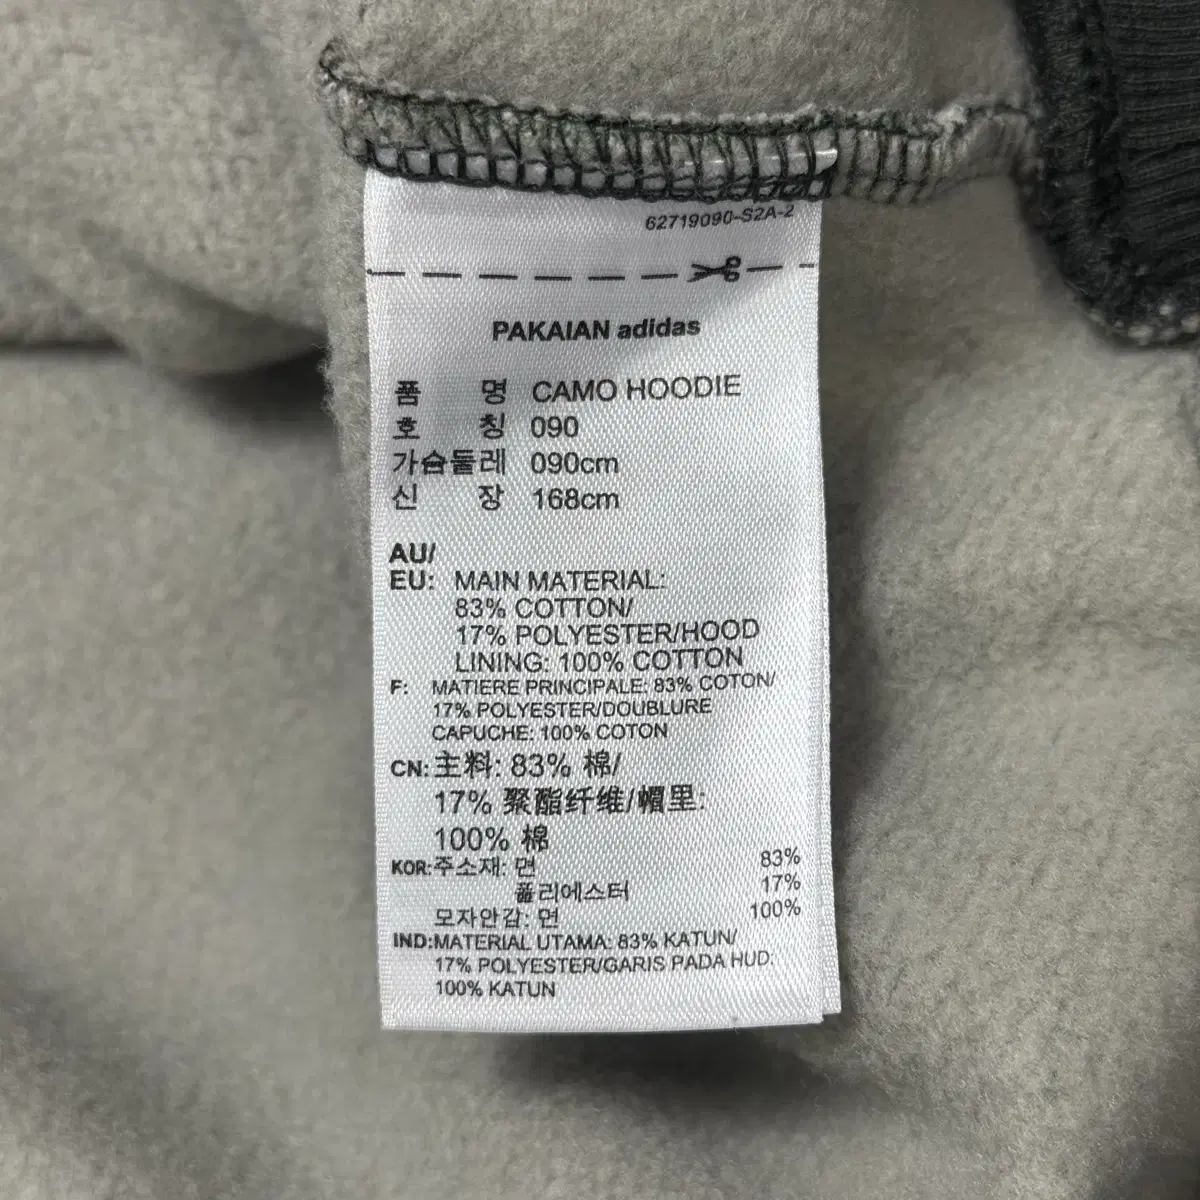 62719090-S2A-2
PAKAIAN adidas
품 명 CAMO HOODIE
호 칭 090
가슴둘레 090cm
신 장 168cm
AU/
EU: MAIN MATERIAL:
83% COTTON/
17% POLYESTER/HOOD
LINING: 100% COTTON
F: MATIERE PRINCIPALE: 83% COTON/
17% POLYESTER/DOUBLURE
CAPUCHE: 100% COTON
CN: 主料: 83% 棉/
17% 聚酯纤维/帽里:
100% 棉
KOR: 주소재: 면 83%
폴리에스터 17%
모자안감: 면 100%
IND: MATERIAL UTAMA: 83% KATUN/
17% POLYESTER/GARIS PADA HUD:
100% KATUN